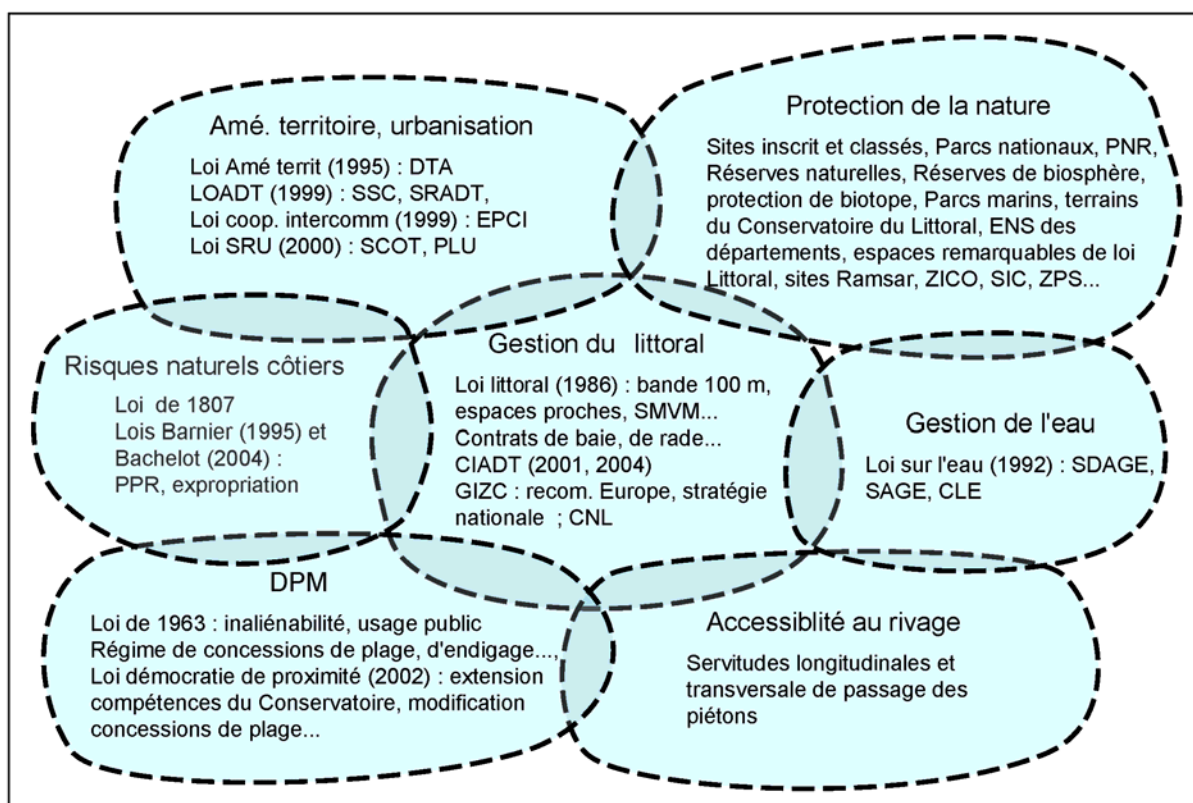 Amé. territoire, urbanisation
Loi Amé territ (1995) : DTA
LOADT (1999) : SSC, SRADT,
Loi coop. intercomm (1999) : EPCI
Loi SRU (2000) : SCOT, PLU
Protection de la nature
Sites inscrit et classés, Parcs nationaux, PNR,
Réserves naturelles, Réserves de biosphère,
protection de biotope, Parcs marins, terrains
du Conservatoire du Littoral, ENS des
départements, espaces remarquables de loi
Littoral, sites Ramsar, ZICO, SIC, ZPS...
Risques naturels côtiers
Loi de 1807
Lois Barnier (1995) et
Bachelot (2004) :
PPR, expropriation
Gestion du littoral
Loi littoral (1986) : bande 100 m,
espaces proches, SMVM...
Contrats de baie, de rade...
CIADT (2001, 2004)
GIZC : recom. Europe, stratégie
nationale ; CNL
Gestion de l'eau
Loi sur l'eau (1992) : SDAGE,
SAGE, CLE
DPM
Loi de 1963 : inaliénabilité, usage public
Régime de concessions de plage, d'endigage...,
Loi démocratie de proximité (2002) : extension
compétences du Conservatoire, modification
concessions de plage...
Accessiblité au rivage
Servitudes longitudinales et
transversale de passage des
piétons